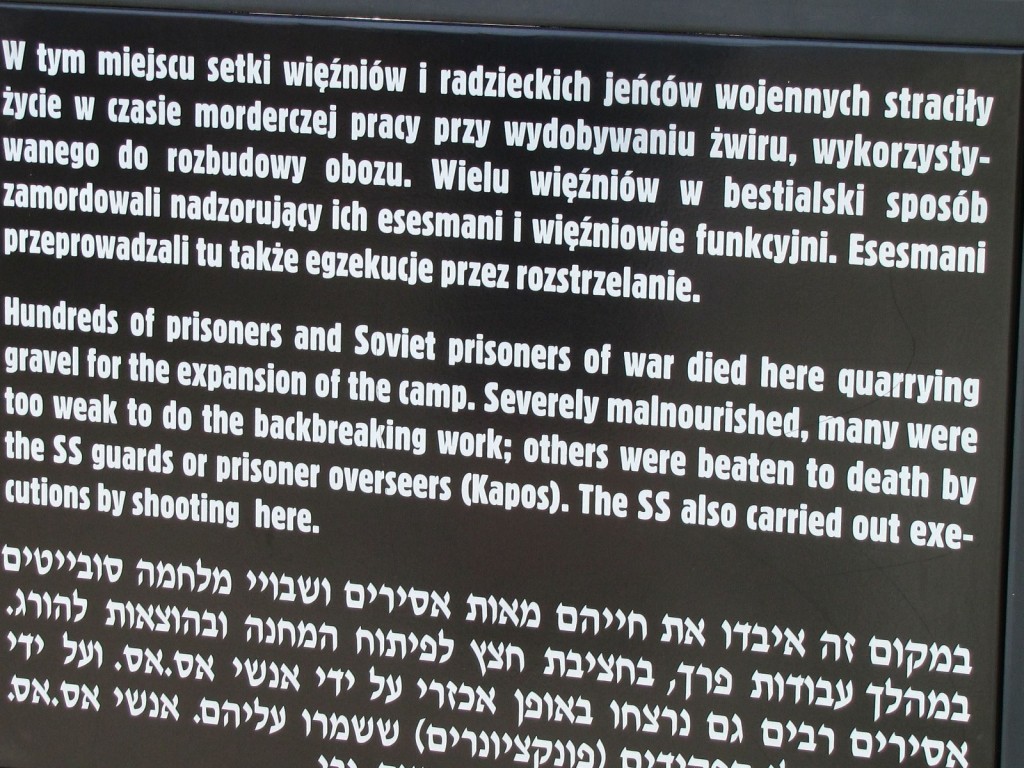 W tym miejscu setki więźniów i radzieckich jeńców wojennych straciły
życie w czasie morderczej pracy przy wydobywaniu żwiru, wykorzysty-
wanego do rozbudowy obozu. Wielu więźniów w bestialski sposób
zamordowali nadzorujący ich esesmani i więźniowie funkcyjni. Esesmani
przeprowadzali tu także egzekucje przez rozstrzelanie.
Hundreds of prisoners and Soviet prisoners of war died here quarrying
gravel for the expansion of the camp. Severely malnourished, many were
too weak to do the backbreaking work; others were beaten to death by
the SS guards or prisoner overseers (Kapos). The SS also carried out exe-
cutions by shooting here.
במקום זה איבדו את חייהם מאות אסירים ושבויי מלחמה סובייטים
במהלך עבודות פרך, בחציבת חצץ לפיתוח המחנה ובהוצאות להורג.
אסירים רבים גם נרצחו באופן אכזרי על ידי אנשי אס.אס. ועל ידי
(פונקציונרים) ששמרו עליהם. אנשי אס.אס.